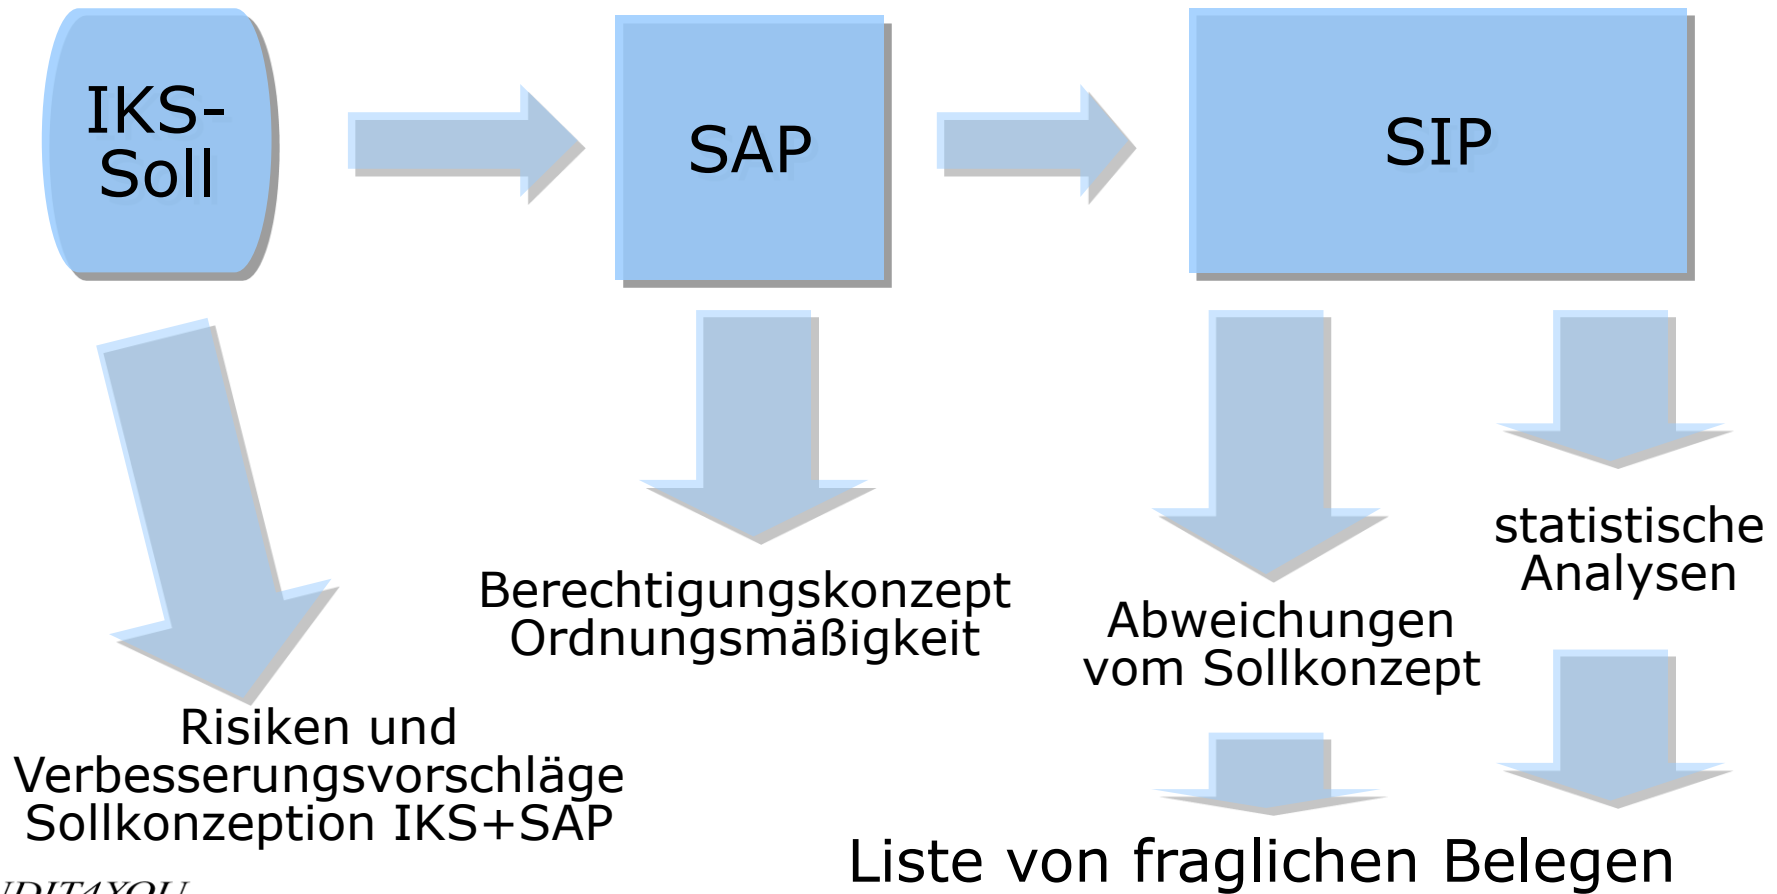 IKS-
Soll
SAP
SIP
statistische
Analysen
Berechtigungskonzept
Ordnungsmäßigkeit
Abweichungen
vom Sollkonzept
Risiken und
Verbesserungsvorschläge
Sollkonzeption IKS+SAP
Liste von fraglichen Belegen